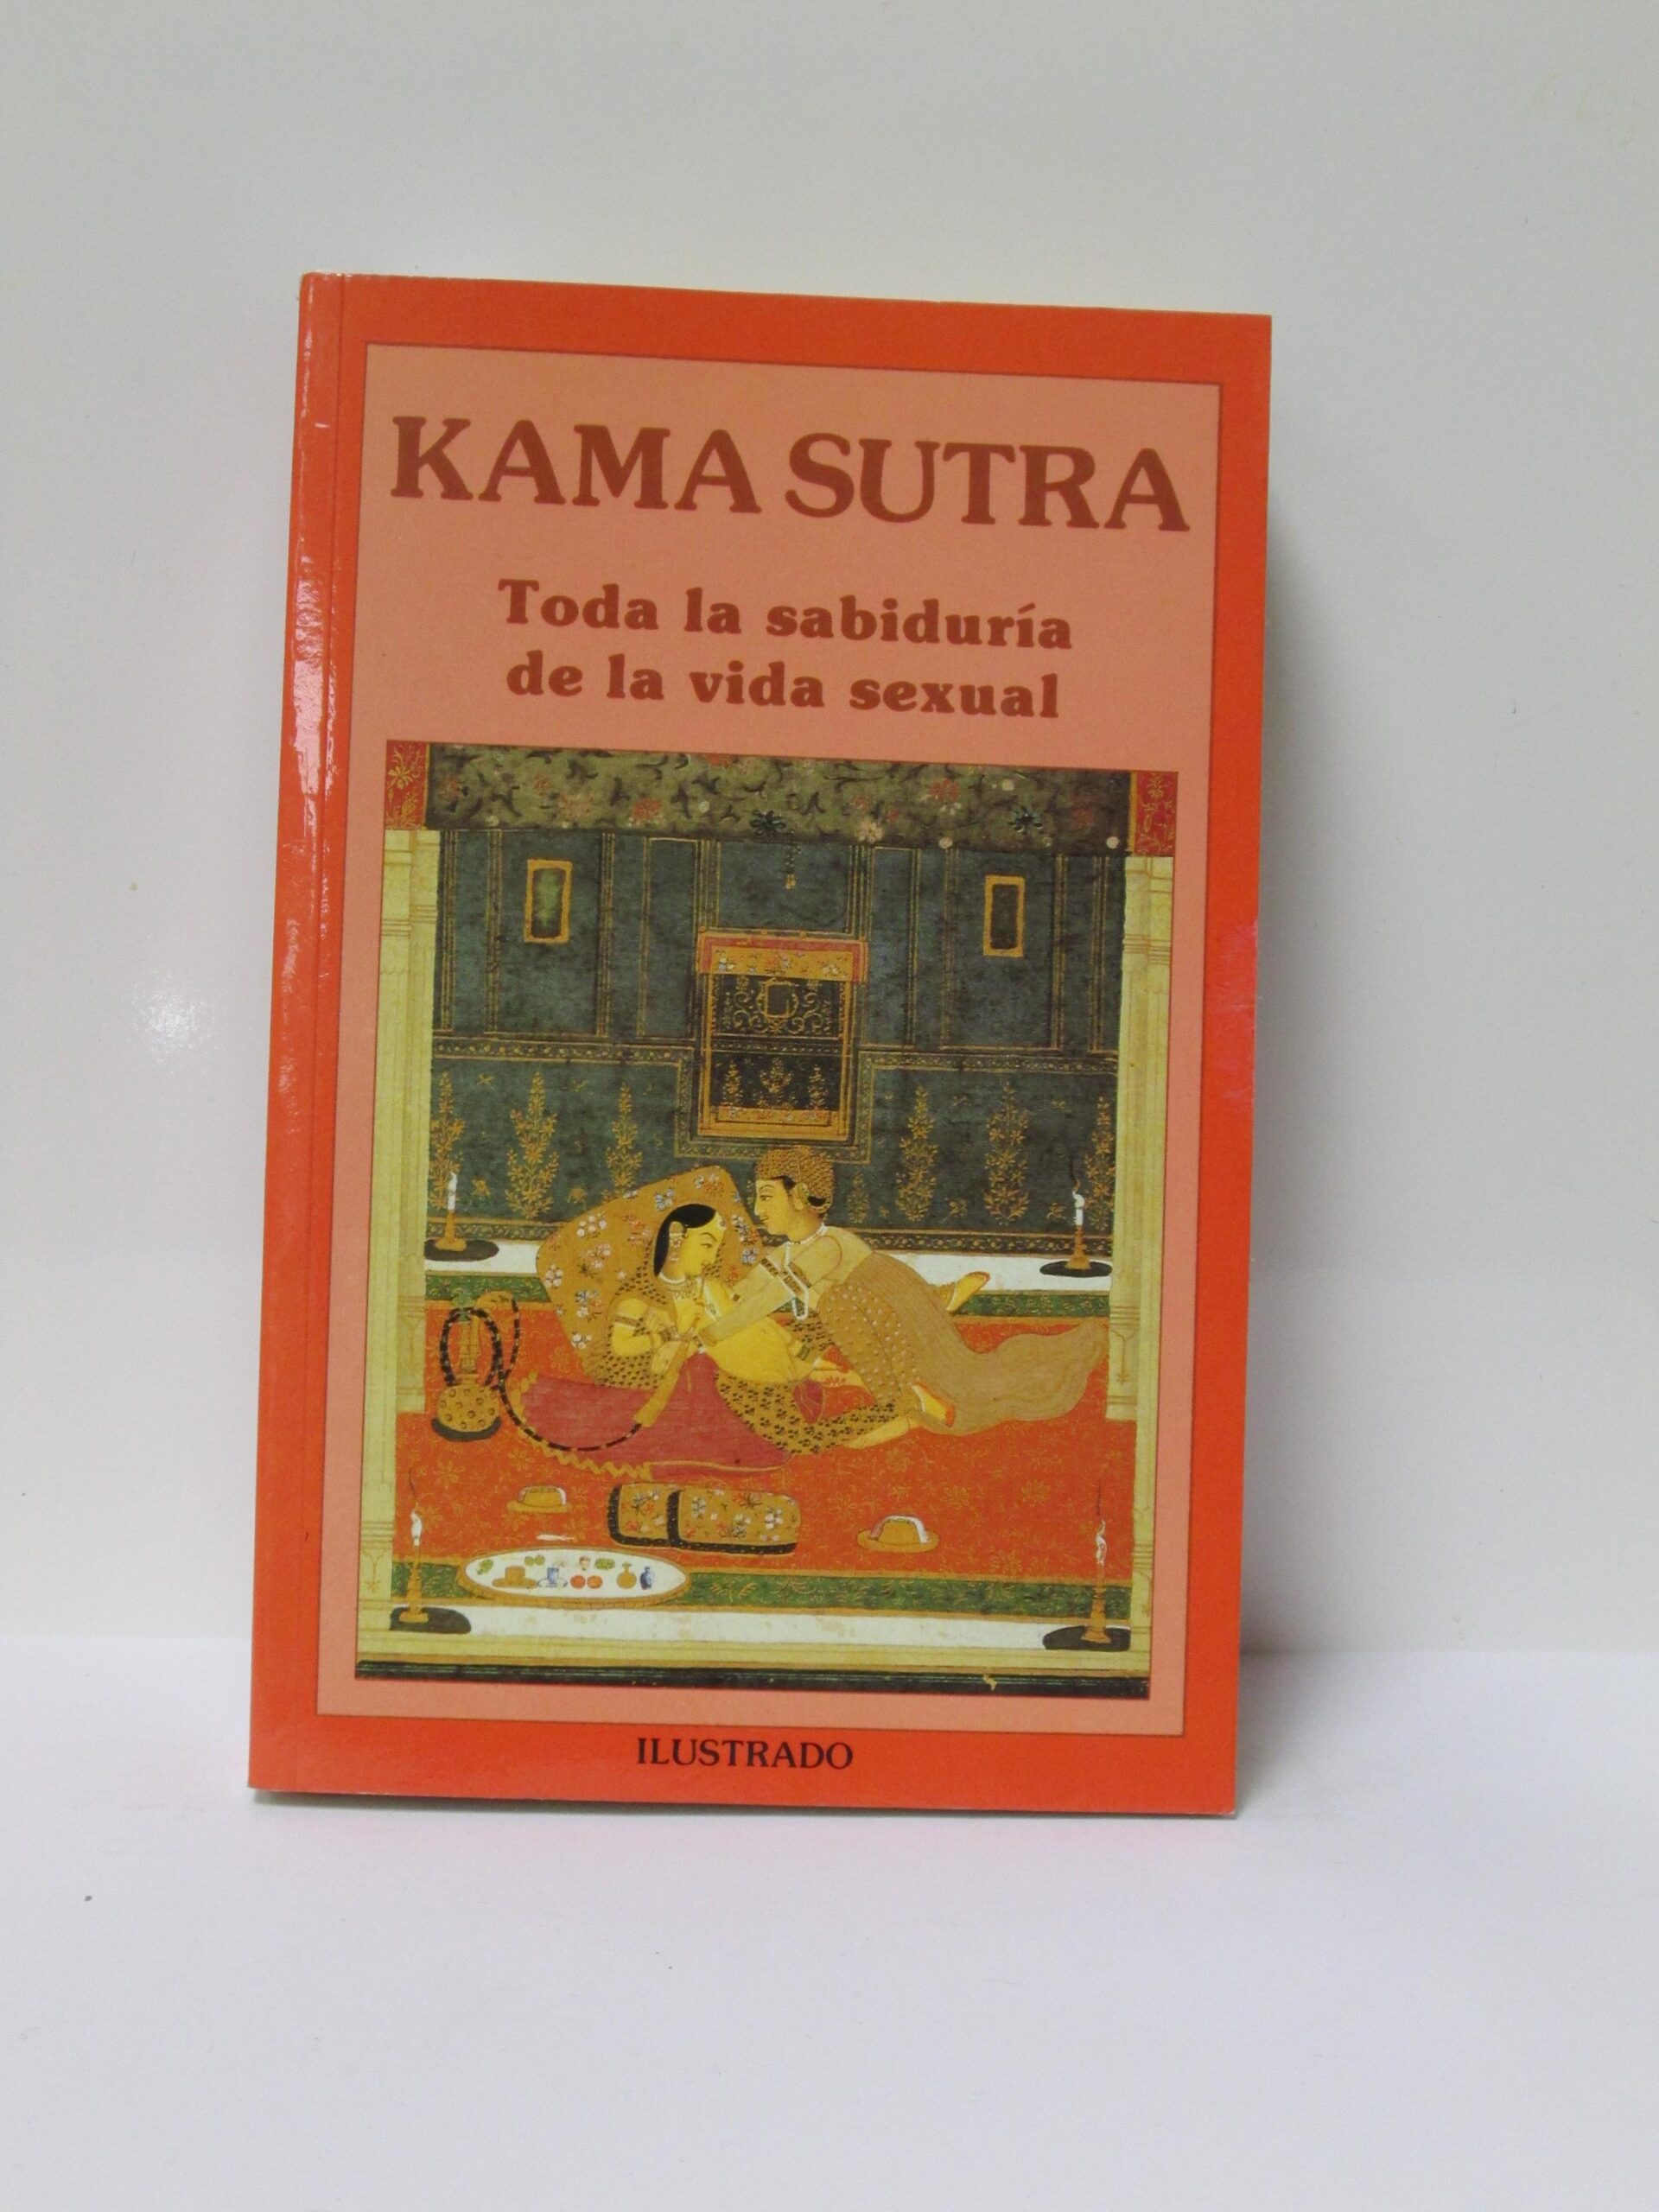 KAMA SUTRA
Toda la sabiduría
de la vida sexual
ILUSTRADO